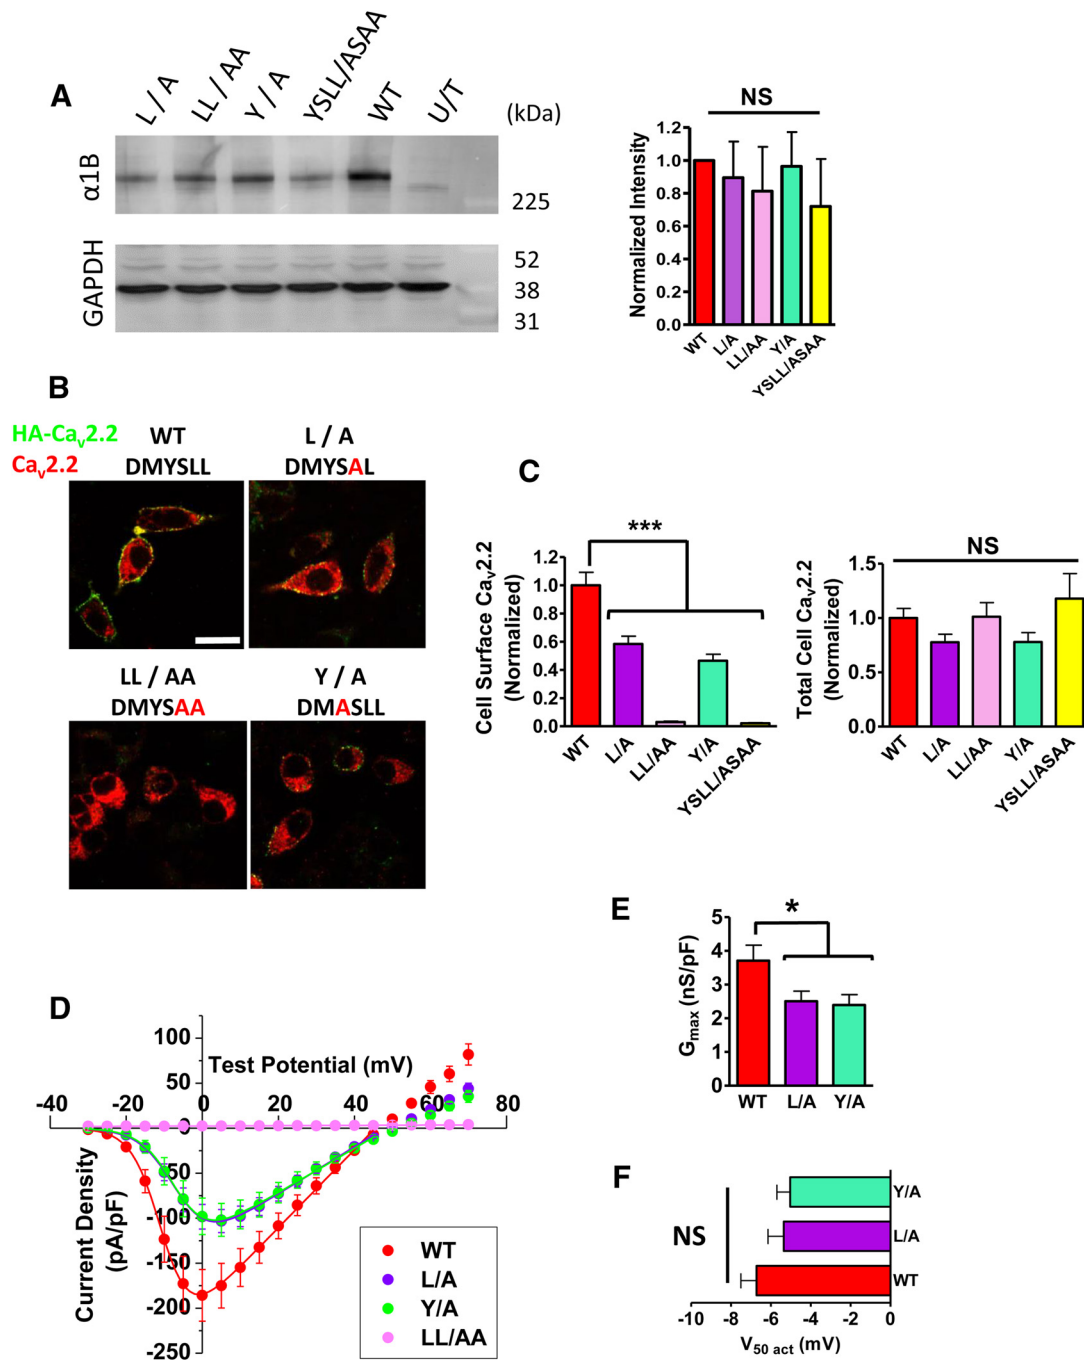 A
L / A
LL / AA
Y / A
YSLL/ASAA
WT
U/T
(kDa)
α1B
225
GAPDH
52
38
31
NS
Normalized Intensity
1.2
1.0
0.8
0.6
0.4
0.2
0.0
WT
L/A
LL/AA
Y/A
YSLL/ASAA
B
HA-Cav2.2
Cav2.2
WT
DMYSLL
L / A
DMYSAL
LL / AA
DMYSAA
Y / A
DMASLL
C
***
Cell Surface Cav2.2
(Normalized)
1.2
1.0
0.8
0.6
0.4
0.2
0.0
WT
L/A
LL/AA
Y/A
YSLL/ASAA
NS
Total Cell Cav2.2
(Normalized)
1.5
1.0
0.5
0.0
WT
L/A
LL/AA
Y/A
YSLL/ASAA
D
Test Potential (mV)
Current Density
(pA/pF)
100
50
0
-50
-100
-150
-200
-250
-40
-20
0
20
40
60
80
WT
L/A
Y/A
LL/AA
E
*
Gmax (nS/pF)
5
4
3
2
1
0
WT
L/A
Y/A
F
NS
Y/A
L/A
WT
-10
-8
-6
-4
-2
0
V50 act (mV)